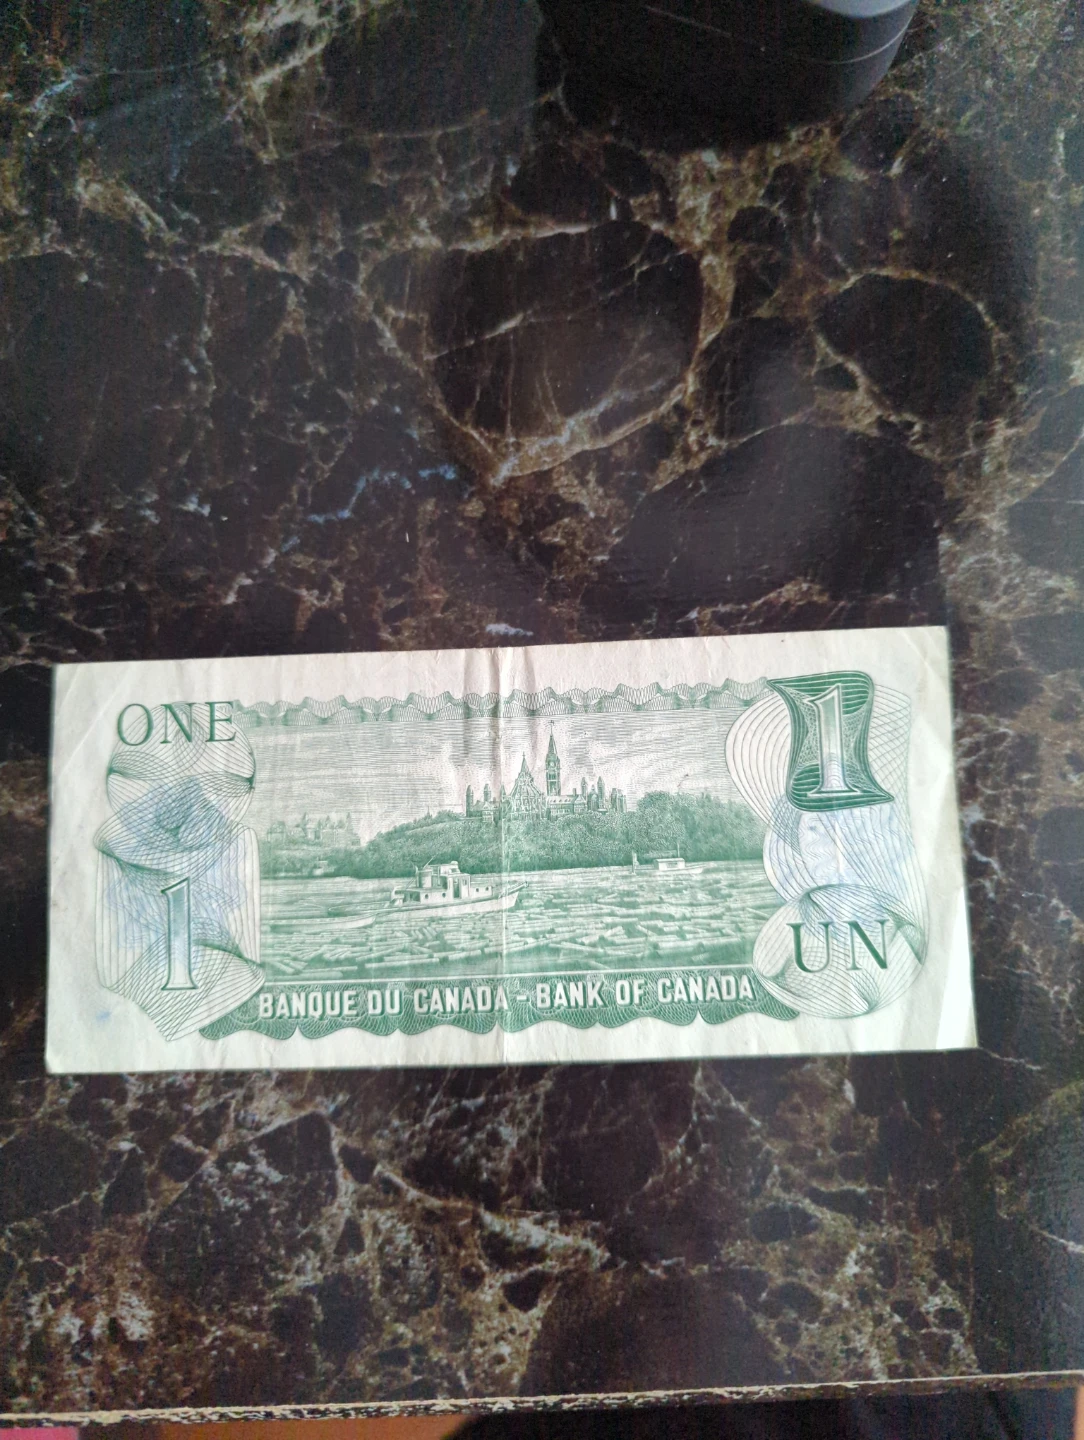 ONE
1
1
UN
BANQUE DU CANADA - BANK OF CANADA